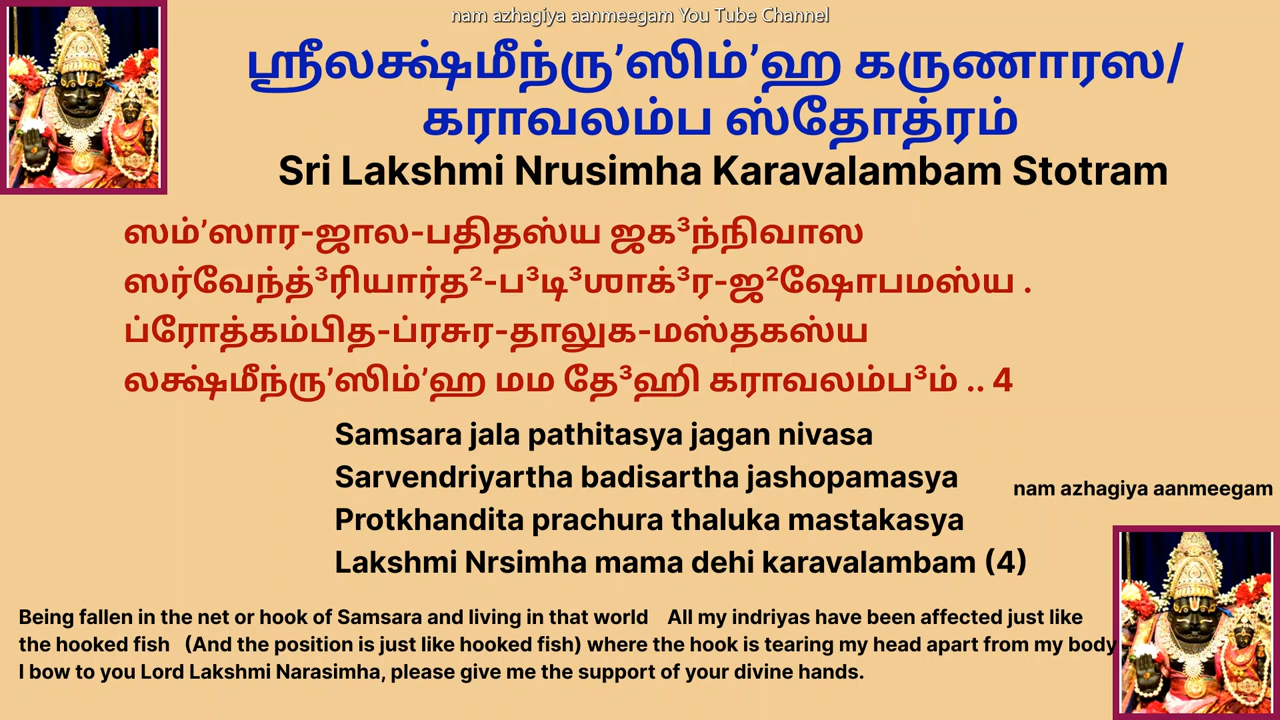 nam azhagiya aanmeegam You Tube Channel
ஸ்ரீலக்ஷ்மீந்ரு’ஸிம்’ஹ கருணாரஸ/
கராவலம்ப ஸ்தோத்ரம்
Sri Lakshmi Nrusimha Karavalambam Stotram
ஸம்’ஸார-ஜால-பதிதஸ்ய ஜக³ந்நிவாஸ
ஸர்வேந்த்³ரியார்த²-ப³டி³ஶாக்³ர-ஜ²ஷோபமஸ்ய .
ப்ரோத்கம்பித-ப்ரசுர-தாலுக-மஸ்தகஸ்ய
லக்ஷ்மீந்ரு’ஸிம்’ஹ மம தே³ஹி கராவலம்ப³ம் .. 4
Samsara jala pathitasya jagan nivasa
Sarvendriyartha badisartha jashopamasya
nam azhagiya aanmeegam
Protkhandita prachura thaluka mastakasya
Lakshmi Nrsimha mama dehi karavalambam (4)
Being fallen in the net or hook of Samsara and living in that world All my indriyas have been affected just like
the hooked fish (And the position is just like hooked fish) where the hook is tearing my head apart from my body
I bow to you Lord Lakshmi Narasimha, please give me the support of your divine hands.